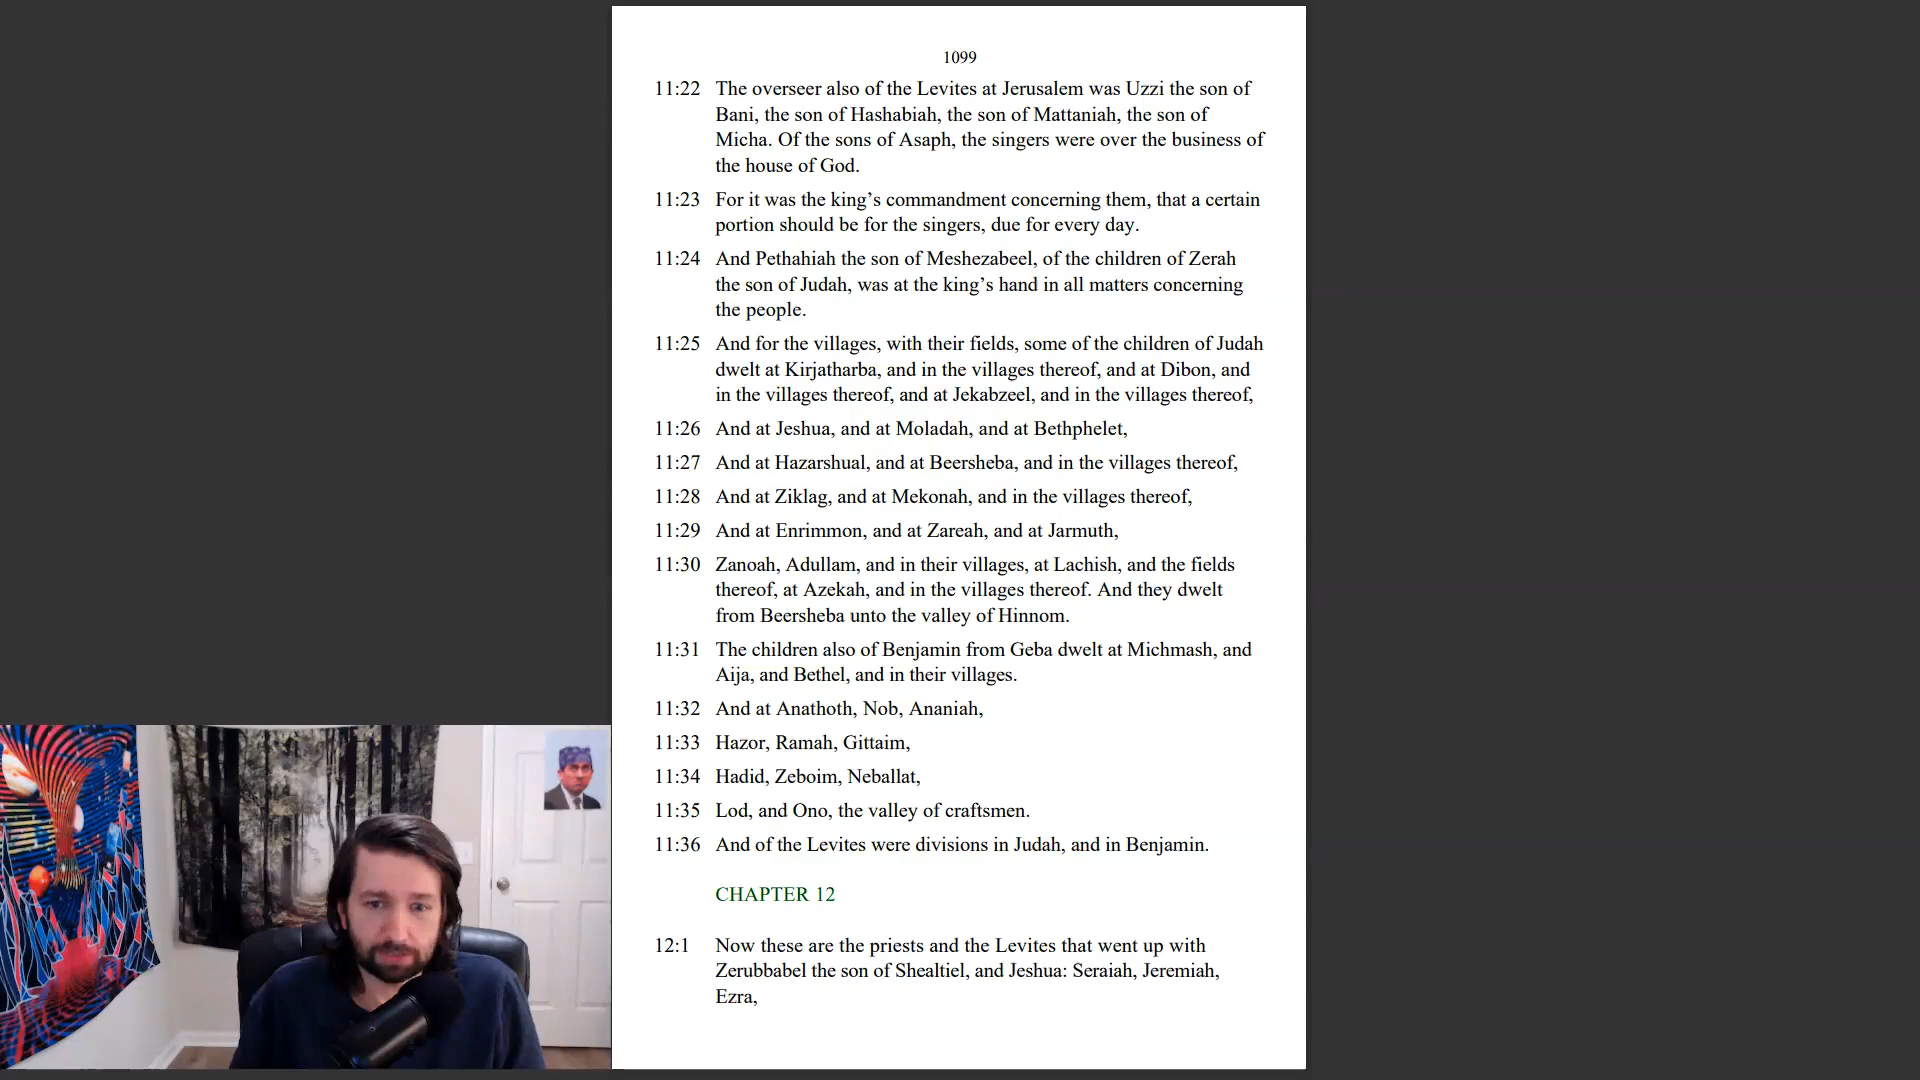 1099
11:22 The overseer also of the Levites at Jerusalem was Uzzi the son of
Bani, the son of Hashabiah, the son of Mattaniah, the son of
Micha. Of the sons of Asaph, the singers were over the business of
the house of God.
11:23 For it was the king’s commandment concerning them, that a certain
portion should be for the singers, due for every day.
11:24 And Pethahiah the son of Meshezabeel, of the children of Zerah
the son of Judah, was at the king’s hand in all matters concerning
the people.
11:25 And for the villages, with their fields, some of the children of Judah
dwelt at Kirjatharba, and in the villages thereof, and at Dibon, and
in the villages thereof, and at Jekabzeel, and in the villages thereof,
11:26 And at Jeshua, and at Moladah, and at Bethphelet,
11:27 And at Hazarshual, and at Beersheba, and in the villages thereof,
11:28 And at Ziklag, and at Mekonah, and in the villages thereof,
11:29 And at Enrimmon, and at Zareah, and at Jarmuth,
11:30 Zanoah, Adullam, and in their villages, at Lachish, and the fields
thereof, at Azekah, and in the villages thereof. And they dwelt
from Beersheba unto the valley of Hinnom.
11:31 The children also of Benjamin from Geba dwelt at Michmash, and
Aija, and Bethel, and in their villages.
11:32 And at Anathoth, Nob, Ananiah,
11:33 Hazor, Ramah, Gittaim,
11:34 Hadid, Zeboim, Neballat,
11:35 Lod, and Ono, the valley of craftsmen.
11:36 And of the Levites were divisions in Judah, and in Benjamin.
CHAPTER 12
12:1 Now these are the priests and the Levites that went up with
Zerubbabel the son of Shealtiel, and Jeshua: Seraiah, Jeremiah,
Ezra,